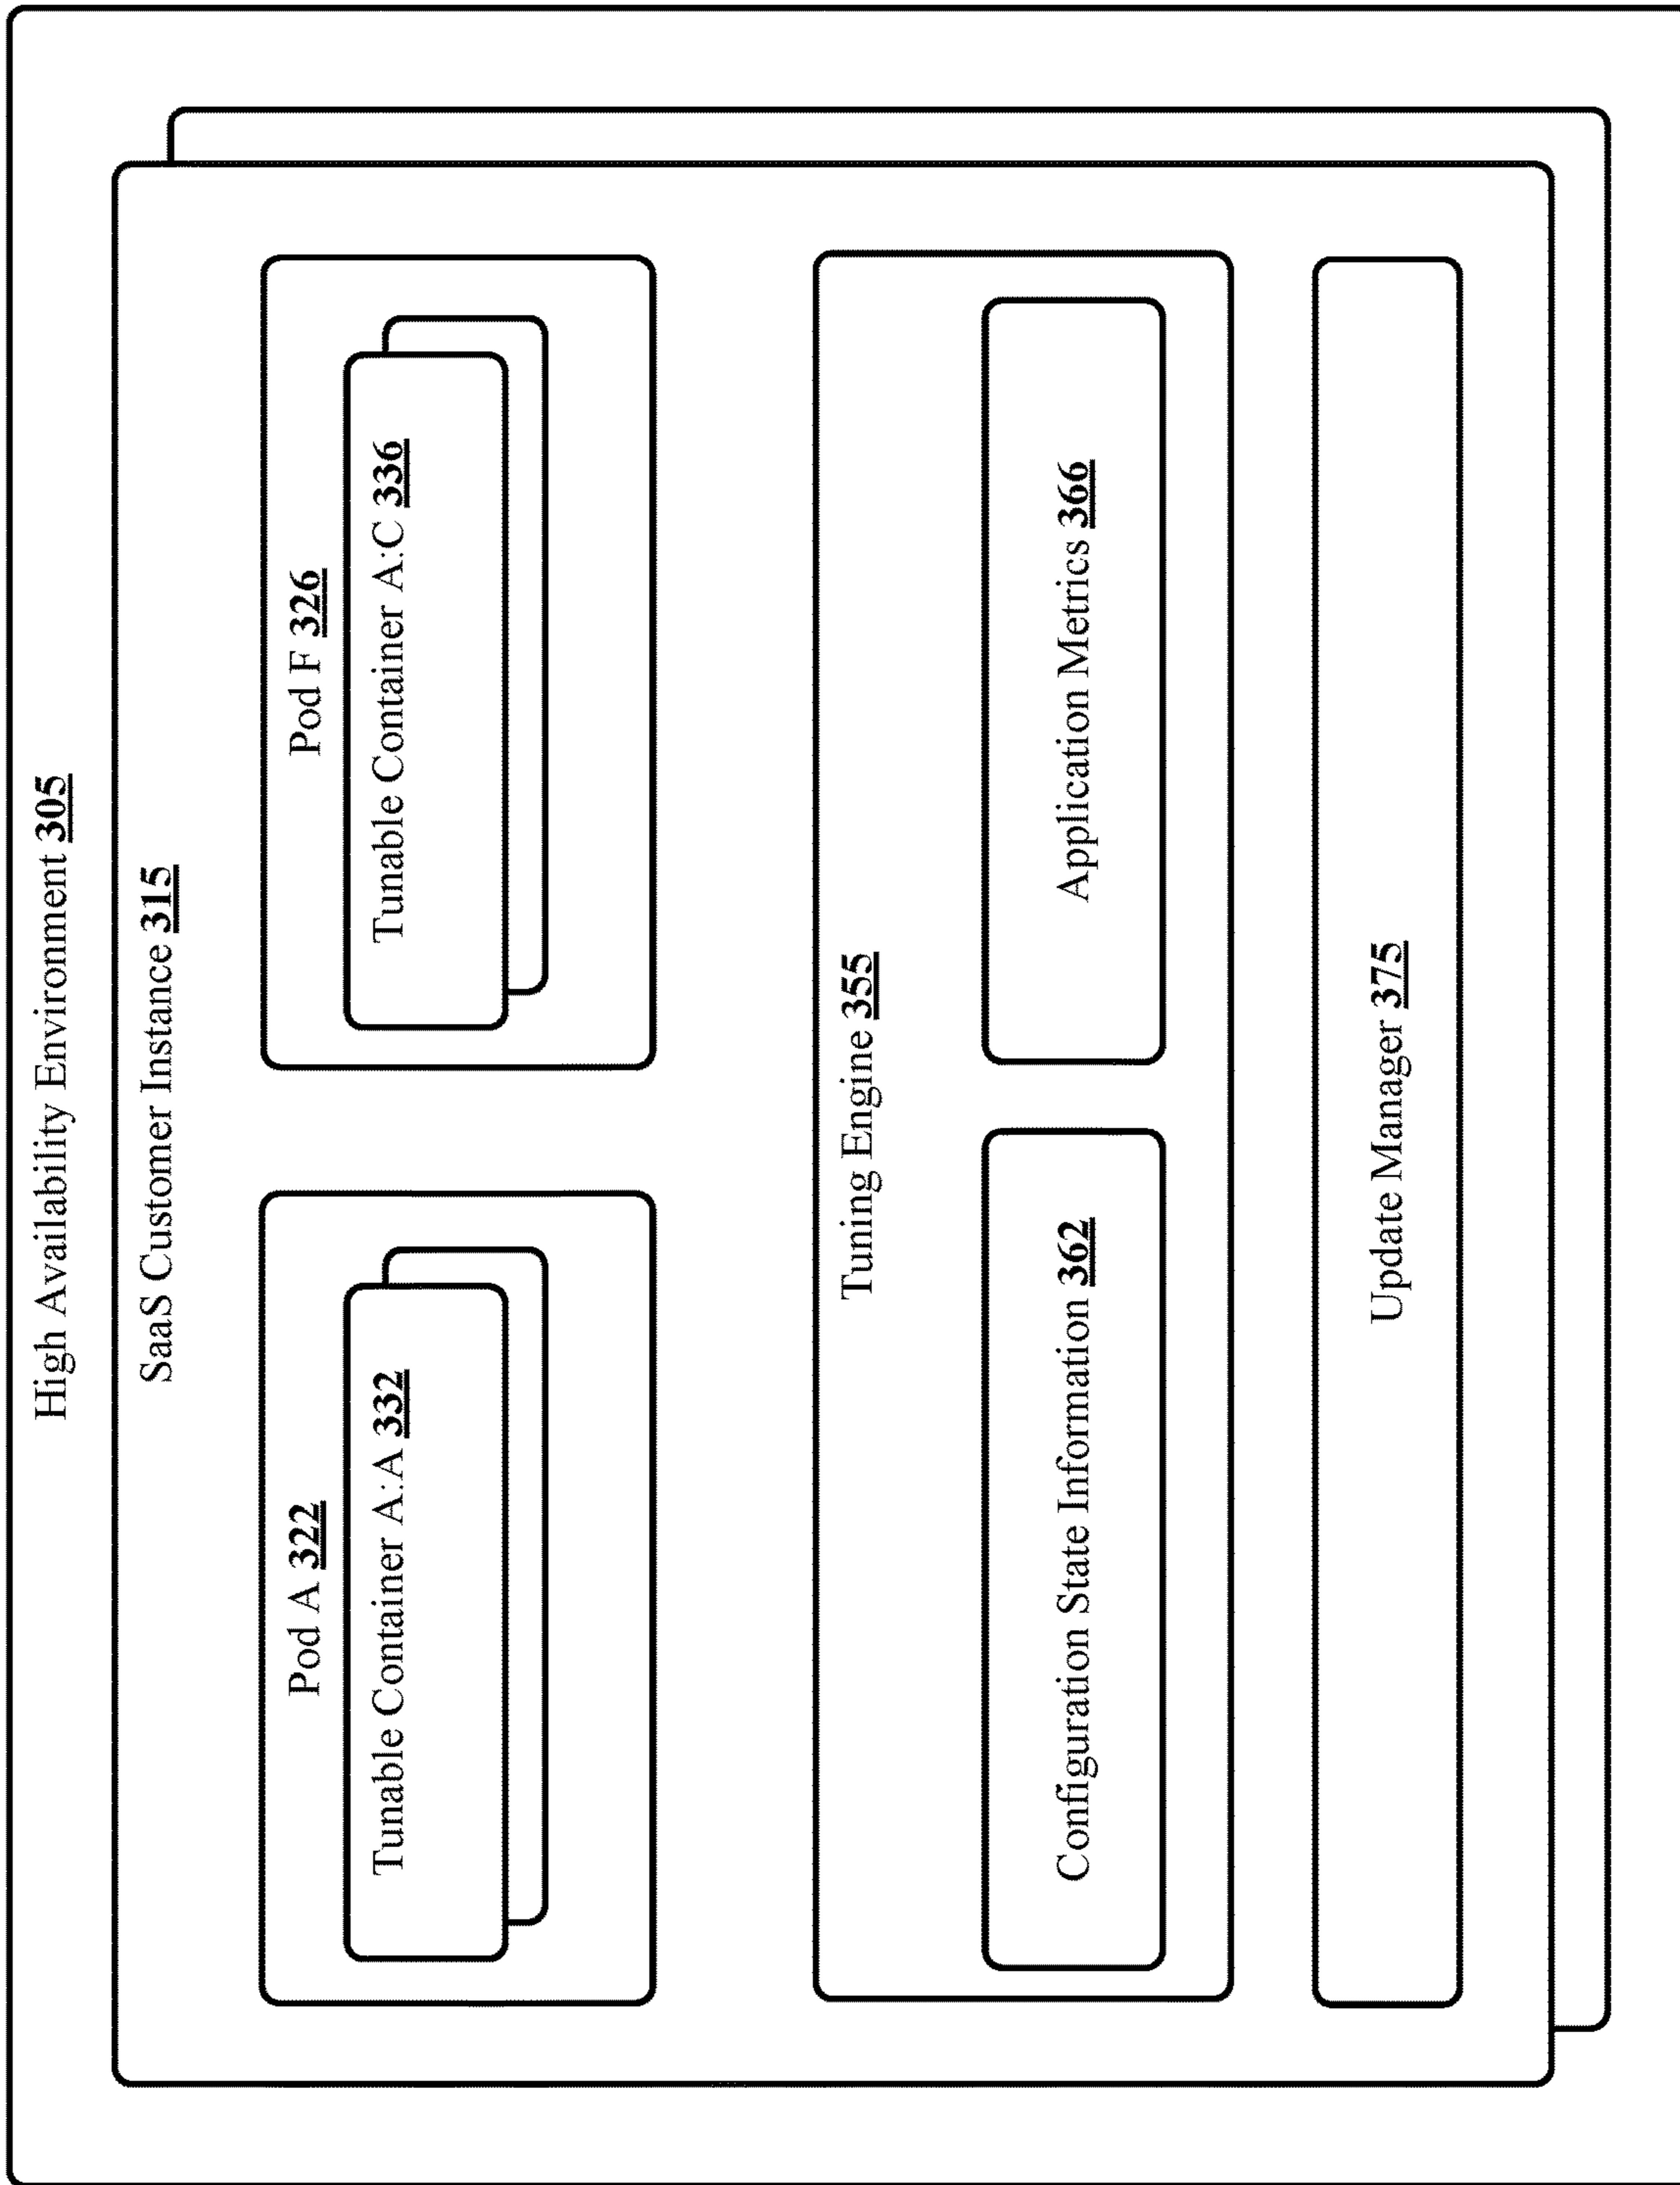 High Availability Environment 305
SaaS Customer Instance 315
Pod A 322
Tunable Container A:A 332
Pod F 326
Tunable Container A:C 336
Tuning Engine 355
Configuration State Information 362
Application Metrics 366
Update Manager 375